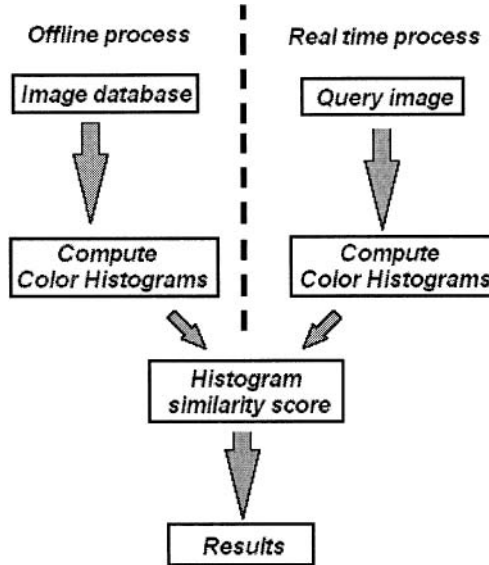 Offline process
Real time process
Image database
Query image
Compute
Color Histograms
Compute
Color Histograms
Histogram
similarity score
Results